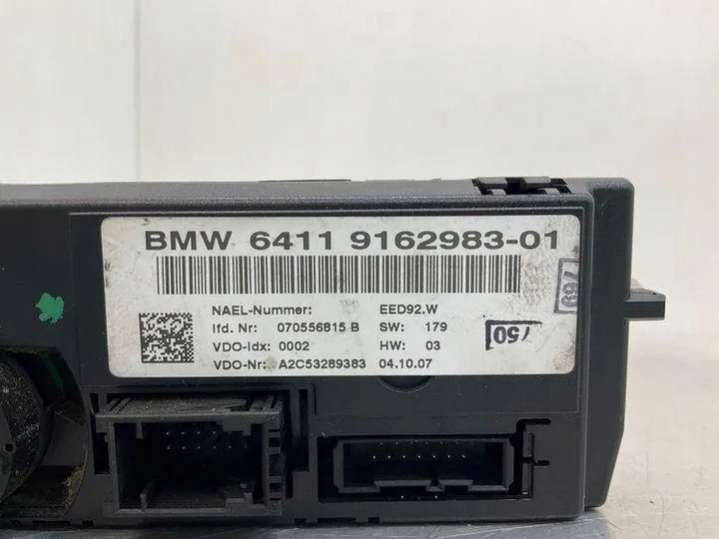 BMW 6411 9162983-01
NAEL-Nummer: EED92.W
lfd. Nr: 070556815 B SW: 179
VDO-Idx: 0002 HW: 03
VDO-Nr: A2C53289383 04.10.07
750
769